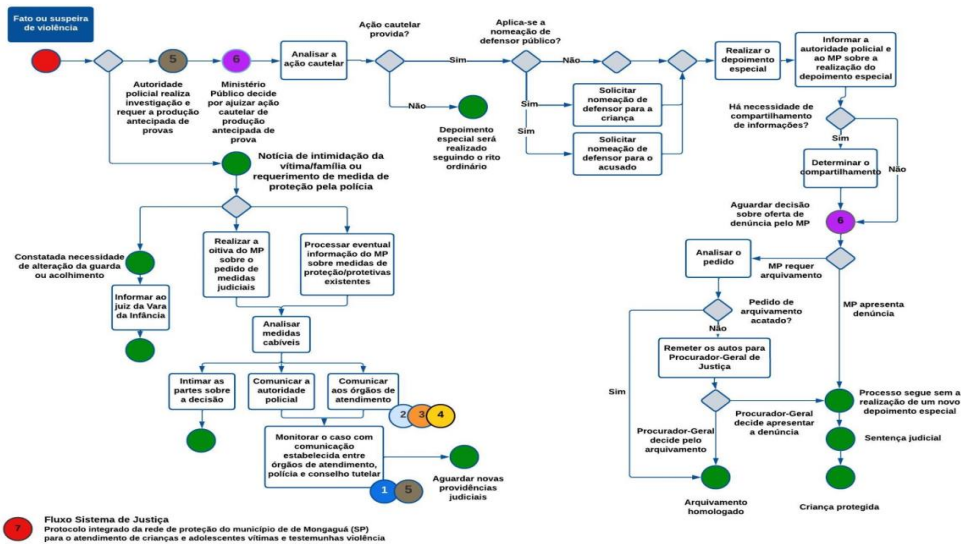 Fato ou suspeira
de violência
Ação cautelar
provida?
Aplica-se a
nomeação de
defensor público?
5
6
Analisar a
ação cautelar
Sim
Não
Realizar o
depoimento
especial
Informar a
autoridade policial e
ao MP sobre a
realização do
depoimento especial
Autoridade
policial realiza
investigação e
requer a produção
antecipada de
provas
Ministério
Público decide
por ajuizar ação
cautelar de
produção
antecipada de
prova
Não
Depoimento
especial será
realizado
seguindo o rito
ordinário
Sim
Sim
Solicitar
nomeação de
defensor para a
criança
Solicitar
nomeação de
defensor para o
acusado
Há necessidade de
compartilhamento
de informações?
Sim
Não
Determinar o
compartilhamento
Notícia de intimidação da
vítima/família ou
requerimento de medida de
proteção pela polícia
Aguardar decisão
sobre oferta de
denúncia pelo MP
6
Constatada necessidade
de alteração da guarda
ou acolhimento
Realizar a
oitiva do MP
sobre o
pedido de
medidas
judiciais
Processar eventual
informação do MP
sobre medidas de
proteção/protetivas
existentes
Analisar o
pedido
MP requer
arquivamento
Informar ao
juiz da Vara
da Infância
MP apresenta
denúncia
Pedido de
arquivamento
acatado?
Analisar
medidas
cabíveis
Não
Remeter os autos para
Procurador-Geral de
Justiça
Sim
Intimar as
partes sobre
a decisão
Comunicar a
autoridade
policial
Comunicar
aos órgãos de
atendimento
2
3
4
Processo segue sem a
realização de um novo
depoimento especial
Procurador-Geral
decide apresentar
a denúncia
Procurador-Geral
decide pelo
arquivamento
Sentença judicial
Monitorar o caso com
comunicação
estabelecida entre
órgãos de atendimento,
polícia e conselho tutelar
1
5
Aguardar novas
providências
judiciais
Arquivamento
homologado
Criança protegida
7
Fluxo Sistema de Justiça
Protocolo integrado da rede de proteção do município de de Mongaguá (SP)
para o atendimento de crianças e adolescentes vítimas e testemunhas violência